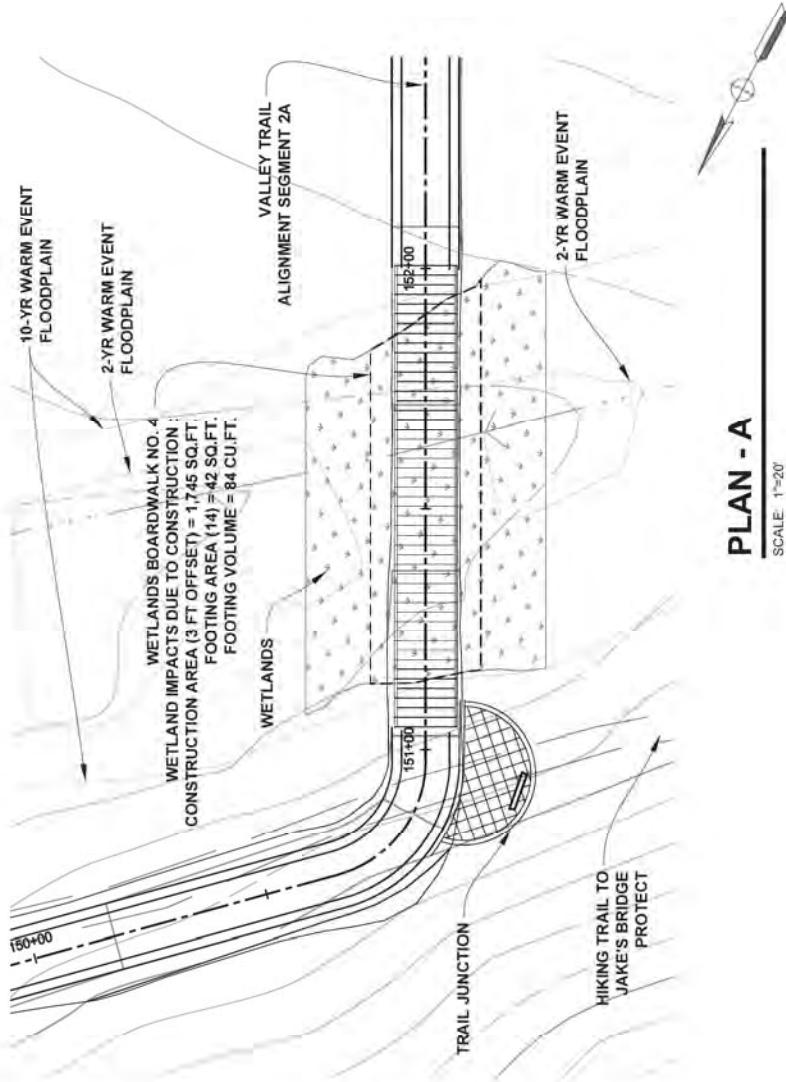 10-YR WARM EVENT
FLOODPLAIN
2-YR WARM EVENT
FLOODPLAIN
WETLANDS BOARDWALK NO. 4
WETLAND IMPACTS DUE TO CONSTRUCTION :
CONSTRUCTION AREA (3 FT OFFSET) = 1,745 SQ.FT.
FOOTING AREA (14) = 42 SQ.FT.
FOOTING VOLUME = 84 CU.FT.
WETLANDS
VALLEY TRAIL
ALIGNMENT SEGMENT 2A
150+00
151+00
152+00
TRAIL JUNCTION
HIKING TRAIL TO
JAKE'S BRIDGE
PROTECT
2-YR WARM EVENT
FLOODPLAIN
PLAN - A
SCALE: 1"=20'